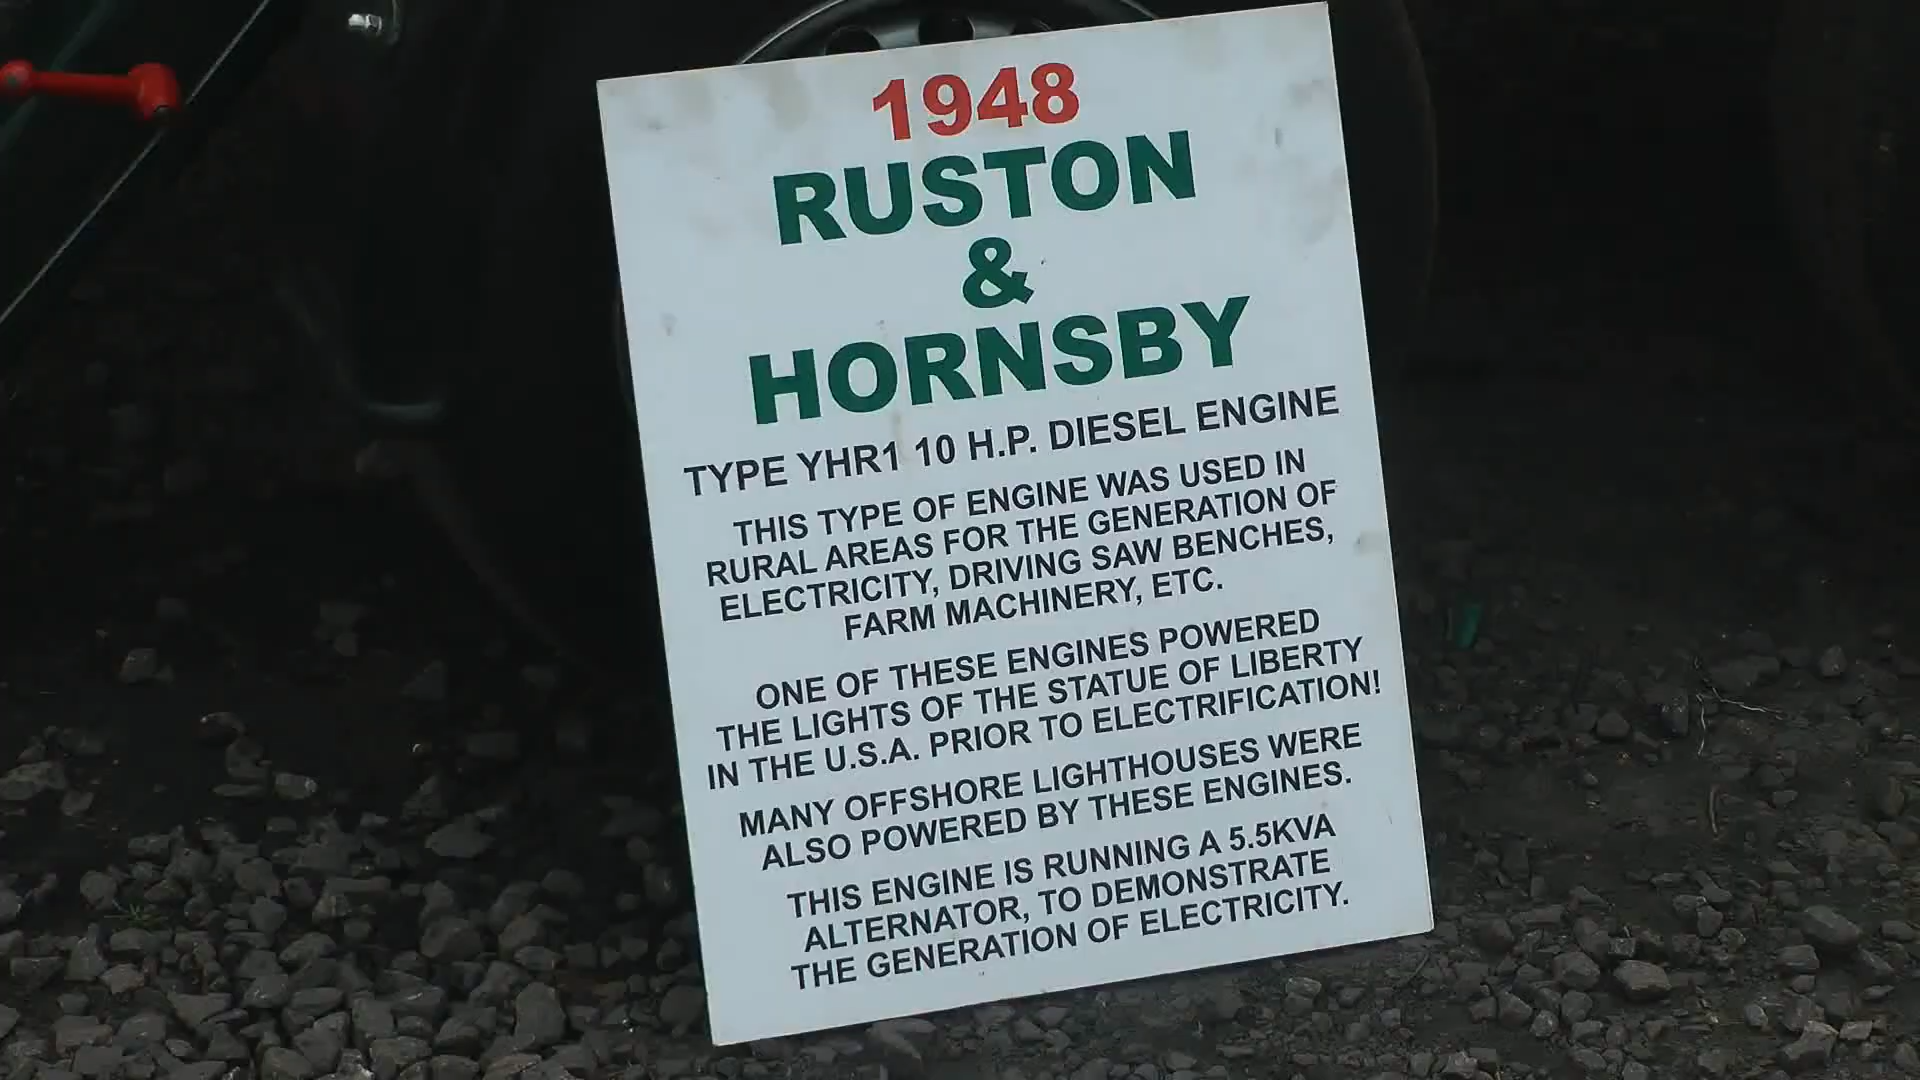 1948
RUSTON
&
HORNSBY
TYPE YHR1 10 H.P. DIESEL ENGINE
THIS TYPE OF ENGINE WAS USED IN
RURAL AREAS FOR THE GENERATION OF
ELECTRICITY, DRIVING SAW BENCHES,
FARM MACHINERY, ETC.
ONE OF THESE ENGINES POWERED
THE LIGHTS OF THE STATUE OF LIBERTY
IN THE U.S.A. PRIOR TO ELECTRIFICATION!
MANY OFFSHORE LIGHTHOUSES WERE
ALSO POWERED BY THESE ENGINES.
THIS ENGINE IS RUNNING A 5.5KVA
ALTERNATOR, TO DEMONSTRATE
THE GENERATION OF ELECTRICITY.